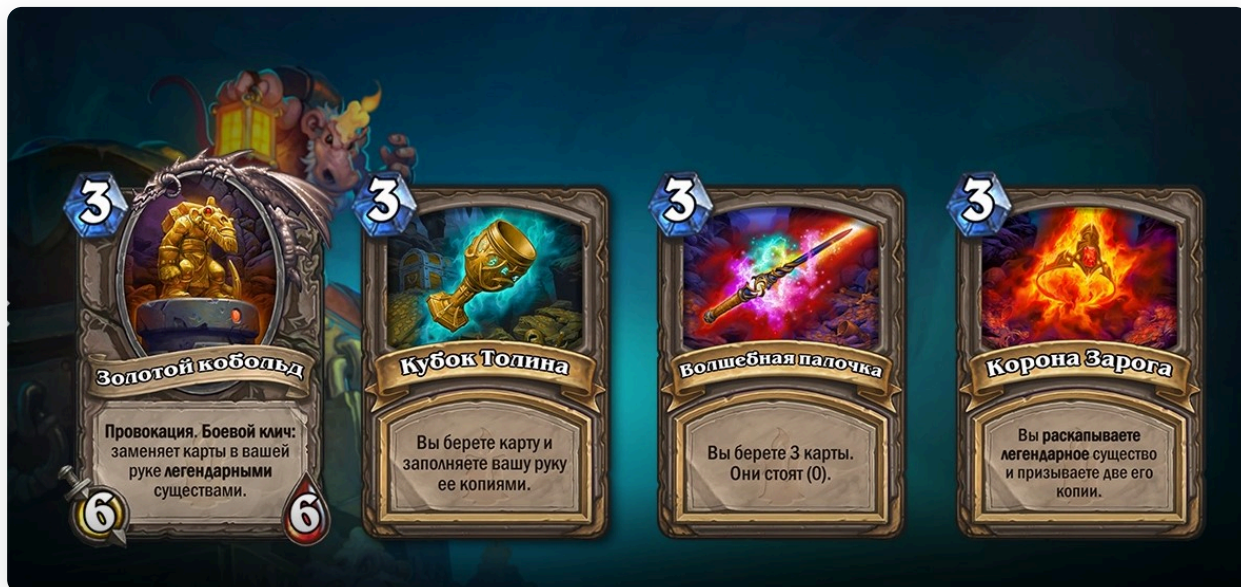 3
Золотой кобольд
Провокация. Боевой клич:
заменяет карты в вашей
руке легендарными
существами.
6
6
3
Кубок Толина
Вы берете карту и
заполняете вашу руку
ее копиями.
3
Волшебная палочка
Вы берете 3 карты.
Они стоят (0).
3
Корона Зарога
Вы раскапываете
легендарное существо
и призываете две его
копии.